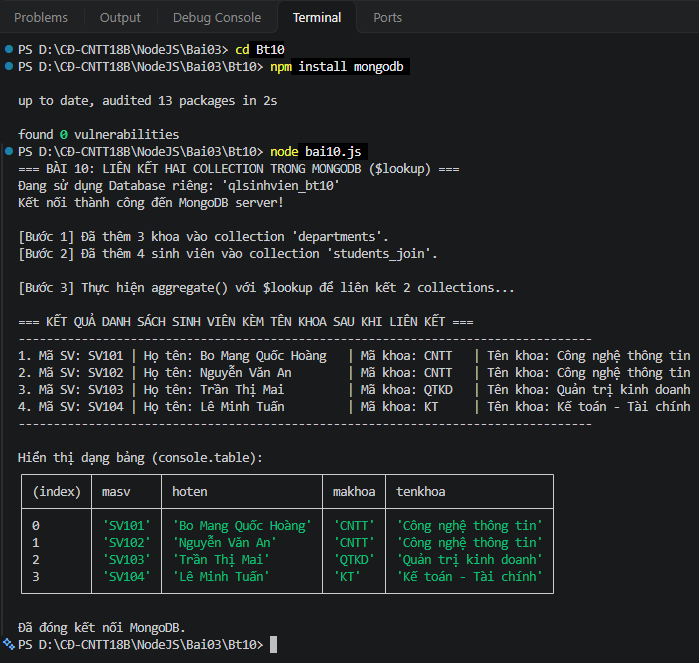 Problems Output Debug Console Terminal Ports
PS D:\CĐ-CNTT18B\NodeJS\Bai03> cd Bt10
PS D:\CĐ-CNTT18B\NodeJS\Bai03\Bt10> npm install mongodb
up to date, audited 13 packages in 2s
found 0 vulnerabilities
PS D:\CĐ-CNTT18B\NodeJS\Bai03\Bt10> node bai10.js
=== BÀI 10: LIÊN KẾT HAI COLLECTION TRONG MONGODB ($lookup) ===
Đang sử dụng Database riêng: 'qlsinhvien_bt10'
Kết nối thành công đến MongoDB server!
[Bước 1] Đã thêm 3 khoa vào collection 'departments'.
[Bước 2] Đã thêm 4 sinh viên vào collection 'students_join'.
[Bước 3] Thực hiện aggregate() với $lookup để liên kết 2 collections...
=== KẾT QUẢ DANH SÁCH SINH VIÊN KÈM TÊN KHOA SAU KHI LIÊN KẾT ===
----------------------------------------------------------------------------------
1. Mã SV: SV101 | Họ tên: Bo Mang Quốc Hoàng | Mã khoa: CNTT | Tên khoa: Công nghệ thông tin
2. Mã SV: SV102 | Họ tên: Nguyễn Văn An | Mã khoa: CNTT | Tên khoa: Công nghệ thông tin
3. Mã SV: SV103 | Họ tên: Trần Thị Mai | Mã khoa: QTKD | Tên khoa: Quản trị kinh doanh
4. Mã SV: SV104 | Họ tên: Lê Minh Tuấn | Mã khoa: KT | Tên khoa: Kế toán - Tài chính
----------------------------------------------------------------------------------
Hiển thị dạng bảng (console.table):
(index) masv hoten makhoa tenkhoa
0 'SV101' 'Bo Mang Quốc Hoàng' 'CNTT' 'Công nghệ thông tin'
1 'SV102' 'Nguyễn Văn An' 'CNTT' 'Công nghệ thông tin'
2 'SV103' 'Trần Thị Mai' 'QTKD' 'Quản trị kinh doanh'
3 'SV104' 'Lê Minh Tuấn' 'KT' 'Kế toán - Tài chính'
Đã đóng kết nối MongoDB.
PS D:\CĐ-CNTT18B\NodeJS\Bai03\Bt10>